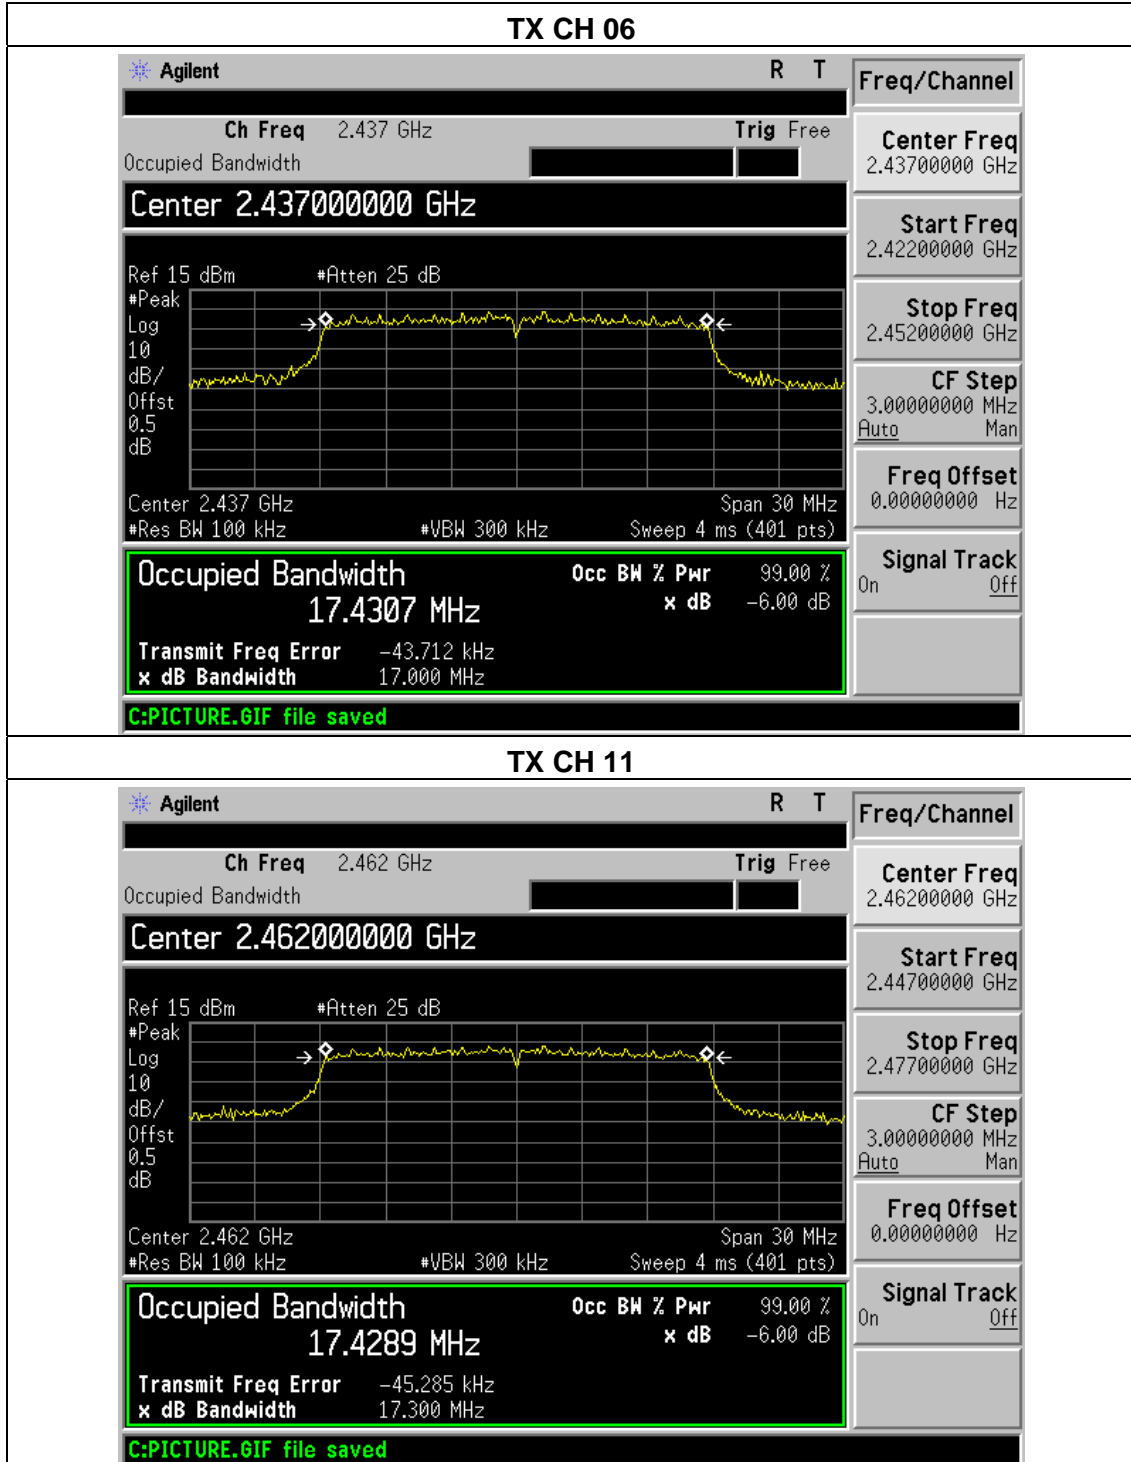 TX CH 06
Agilent R T
Freq/Channel
Ch Freq 2.437 GHz Trig Free
Occupied Bandwidth
Center 2.437000000 GHz
Ref 15 dBm #Atten 25 dB
#Peak
Log
10
dB/
Offst
0.5
dB
Center 2.437 GHz Span 30 MHz
#Res BW 100 kHz #VBW 300 kHz Sweep 4 ms (401 pts)
Occupied Bandwidth Occ BW % Pwr 99.00 %
17.4307 MHz x dB -6.00 dB
Transmit Freq Error -43.712 kHz
x dB Bandwidth 17.000 MHz
C:PICTURE.GIF file saved
Center Freq
2.43700000 GHz
Start Freq
2.42200000 GHz
Stop Freq
2.45200000 GHz
CF Step
3.00000000 MHz
Auto Man
Freq Offset
0.00000000 Hz
Signal Track
On Off
TX CH 11
Agilent R T
Freq/Channel
Ch Freq 2.462 GHz Trig Free
Occupied Bandwidth
Center 2.462000000 GHz
Ref 15 dBm #Atten 25 dB
#Peak
Log
10
dB/
Offst
0.5
dB
Center 2.462 GHz Span 30 MHz
#Res BW 100 kHz #VBW 300 kHz Sweep 4 ms (401 pts)
Occupied Bandwidth Occ BW % Pwr 99.00 %
17.4289 MHz x dB -6.00 dB
Transmit Freq Error -45.285 kHz
x dB Bandwidth 17.300 MHz
C:PICTURE.GIF file saved
Center Freq
2.46200000 GHz
Start Freq
2.44700000 GHz
Stop Freq
2.47700000 GHz
CF Step
3.00000000 MHz
Auto Man
Freq Offset
0.00000000 Hz
Signal Track
On Off